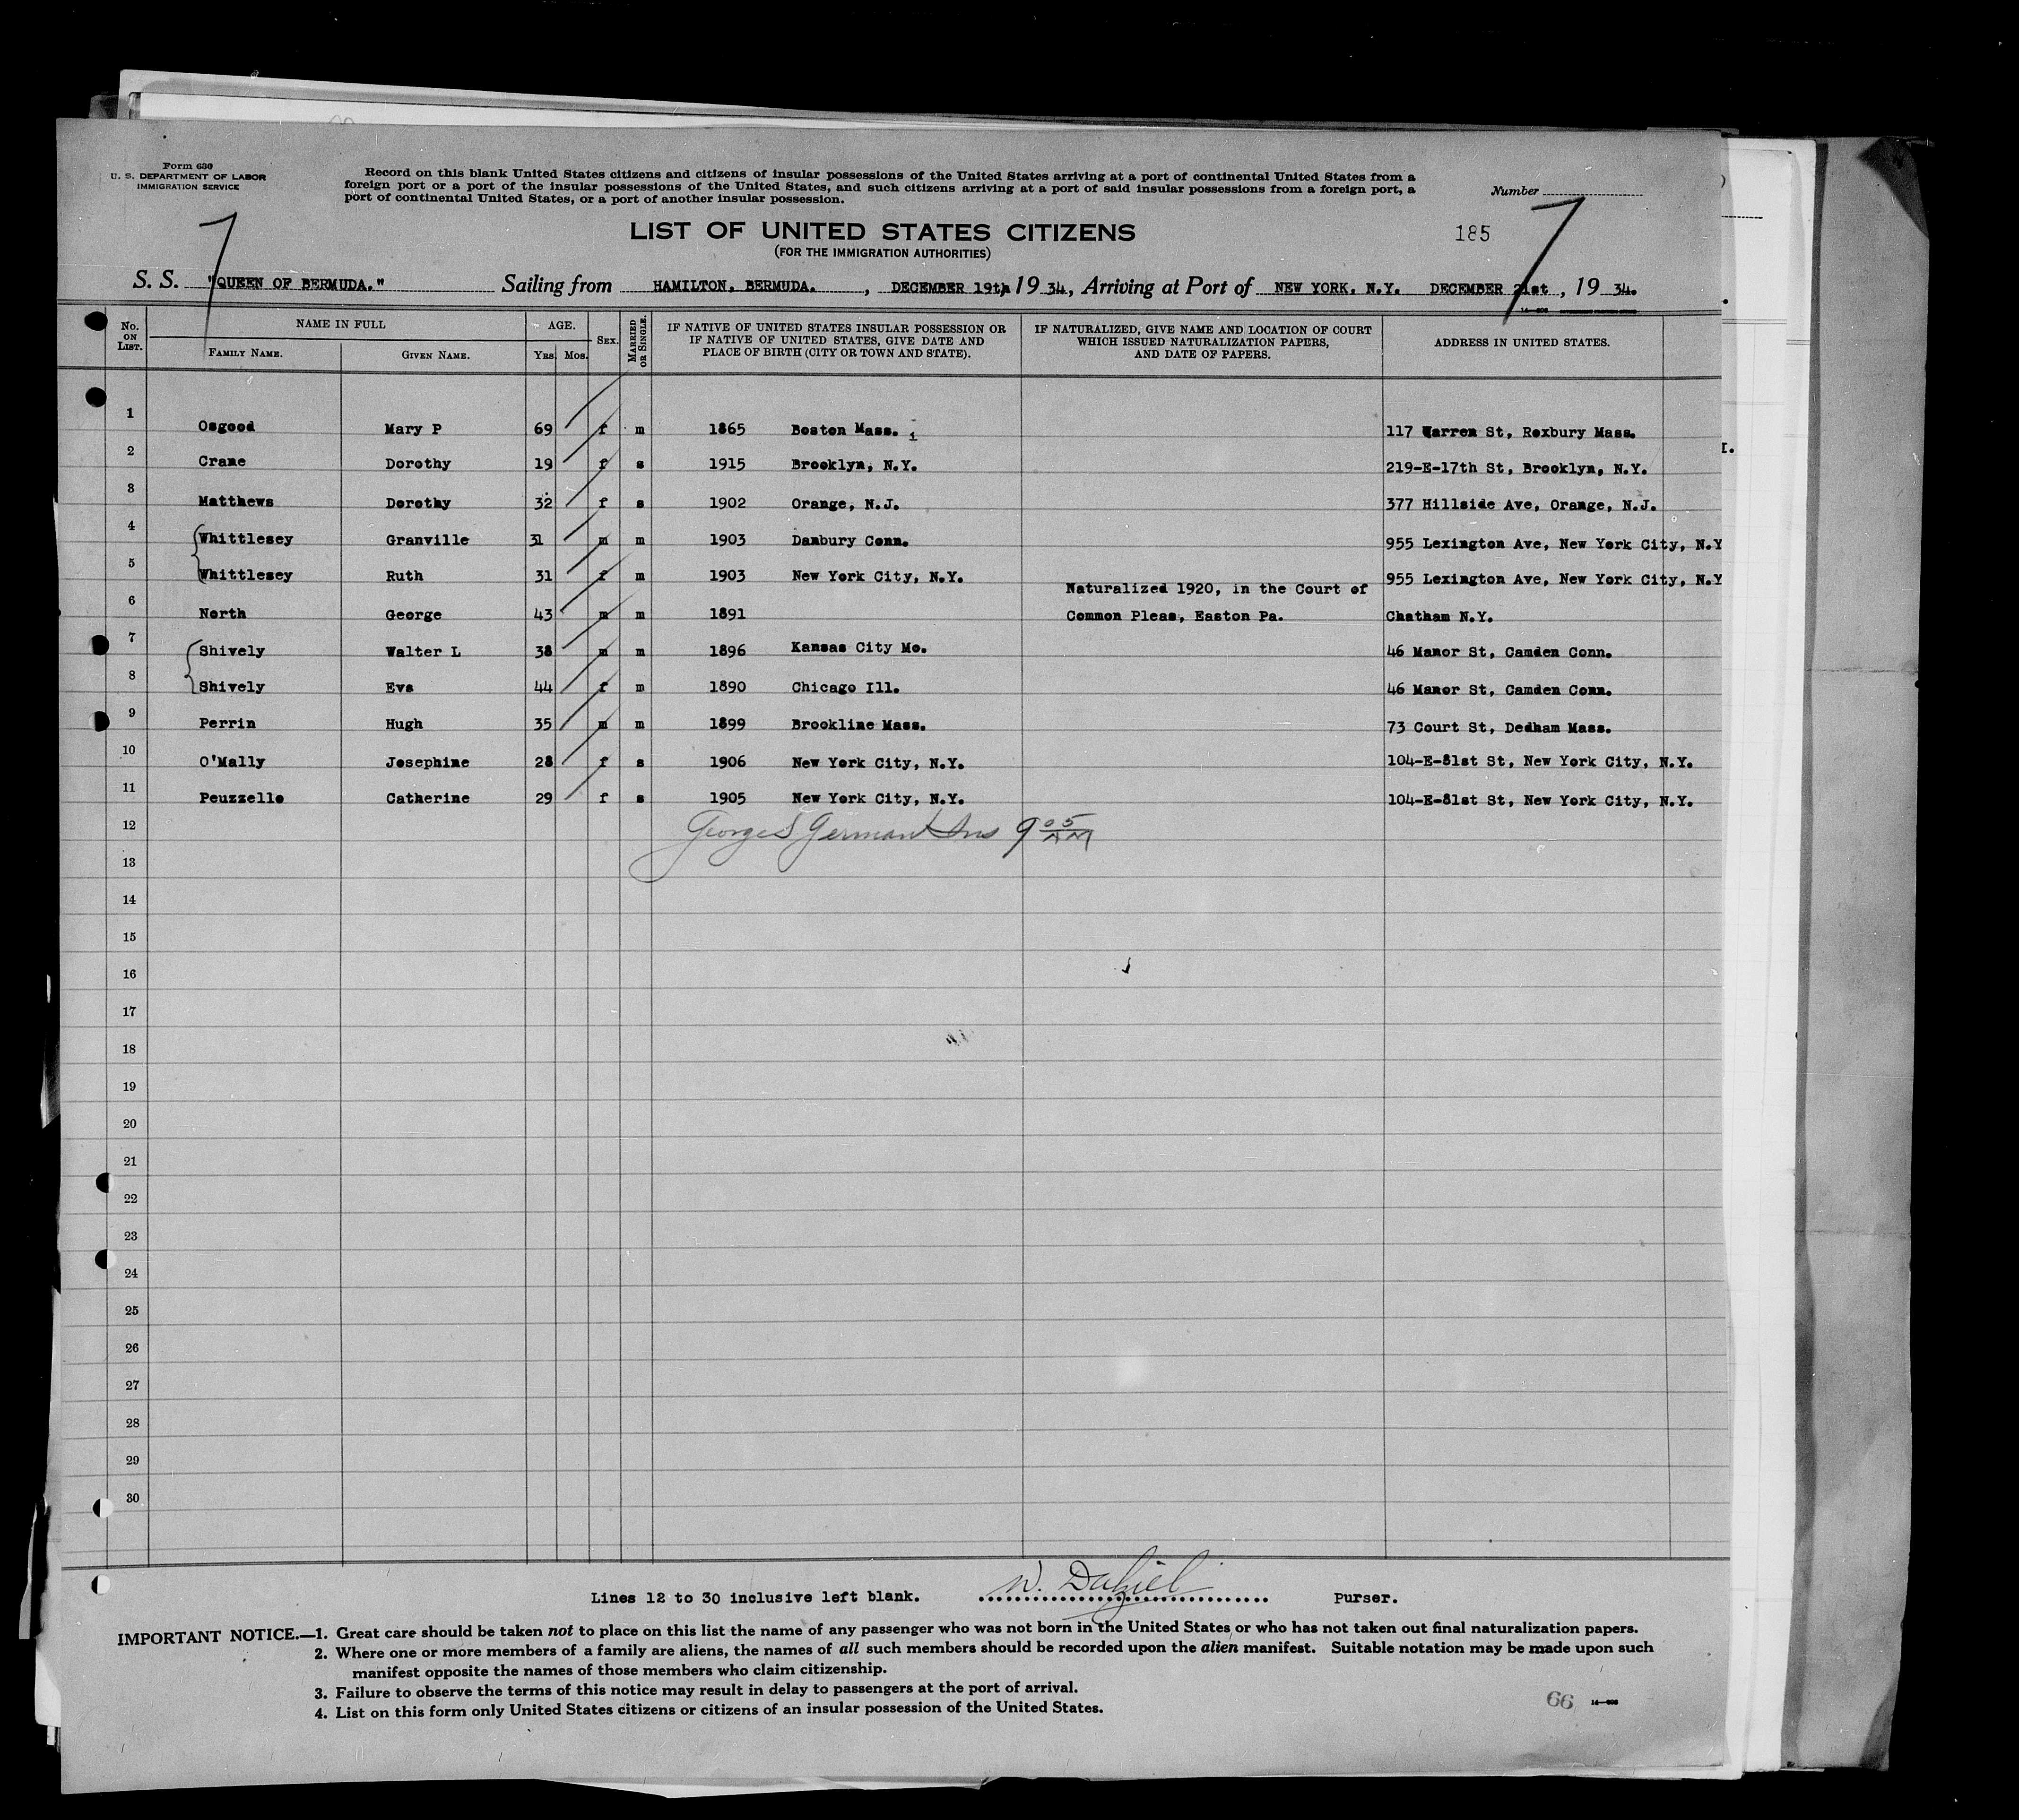 Form 630
U. S. DEPARTMENT OF LABOR
IMMIGRATION SERVICE
Record on this blank United States citizens and citizens of insular possessions of the United States arriving at a port of continental United States from a
foreign port or a port of the insular possessions of the United States, and such citizens arriving at a port of said insular possessions from a foreign port, a
port of continental United States, or a port of another insular possession.
Number
7
LIST OF UNITED STATES CITIZENS
(FOR THE IMMIGRATION AUTHORITIES)
185
7
S. S. "QUEEN OF BERMUDA." Sailing from HAMILTON, BERMUDA. , DECEMBER 19th 19 34, Arriving at Port of NEW YORK, N.Y. DECEMBER 21st , 19 34.
No. ON LIST. NAME IN FULL FAMILY NAME. GIVEN NAME. AGE. YRS. MOS. SEX. MARRIED OR SINGLE. IF NATIVE OF UNITED STATES INSULAR POSSESSION OR IF NATIVE OF UNITED STATES, GIVE DATE AND PLACE OF BIRTH (CITY OR TOWN AND STATE). IF NATURALIZED, GIVE NAME AND LOCATION OF COURT WHICH ISSUED NATURALIZATION PAPERS, AND DATE OF PAPERS. ADDRESS IN UNITED STATES.
1 Osgood Mary P 69 f m 1865 Boston Mass. 117 Warren St, Roxbury Mass.
2 Crane Dorothy 19 f s 1915 Brooklyn, N.Y. 219-E-17th St, Brooklyn, N.Y.
3 Matthews Dorothy 32 f s 1902 Orange, N.J. 377 Hillside Ave, Orange, N.J.
4 Whittlesey Granville 31 m m 1903 Danbury Conn. 955 Lexington Ave, New York City, N.Y
5 Whittlesey Ruth 31 f m 1903 New York City, N.Y. 955 Lexington Ave, New York City, N.Y
Naturalized 1920, in the Court of
6 North George 43 m m 1891 Common Pleas, Easton Pa. Chatham N.Y.
7 Shively Walter L 38 m m 1896 Kansas City Mo. 46 Manor St, Camden Conn.
8 Shively Eva 44 f m 1890 Chicago Ill. 46 Manor St, Camden Conn.
9 Perrin Hugh 35 m m 1899 Brookline Mass. 73 Court St, Dedham Mass.
10 O'Mally Josephine 28 f s 1906 New York City, N.Y. 104-E-81st St, New York City, N.Y.
11 Peuzzello Catherine 29 f s 1905 New York City, N.Y. 104-E-81st St, New York City, N.Y.
12 George S German Ins 9 05 AM
13
14
15
16
17
18
19
20
21
22
23
24
25
26
27
28
29
30
Lines 12 to 30 inclusive left blank. W. Dalziel Purser.
IMPORTANT NOTICE.—1. Great care should be taken not to place on this list the name of any passenger who was not born in the United States or who has not taken out final naturalization papers.
2. Where one or more members of a family are aliens, the names of all such members should be recorded upon the alien manifest. Suitable notation may be made upon such
manifest opposite the names of those members who claim citizenship.
3. Failure to observe the terms of this notice may result in delay to passengers at the port of arrival.
4. List on this form only United States citizens or citizens of an insular possession of the United States.
66